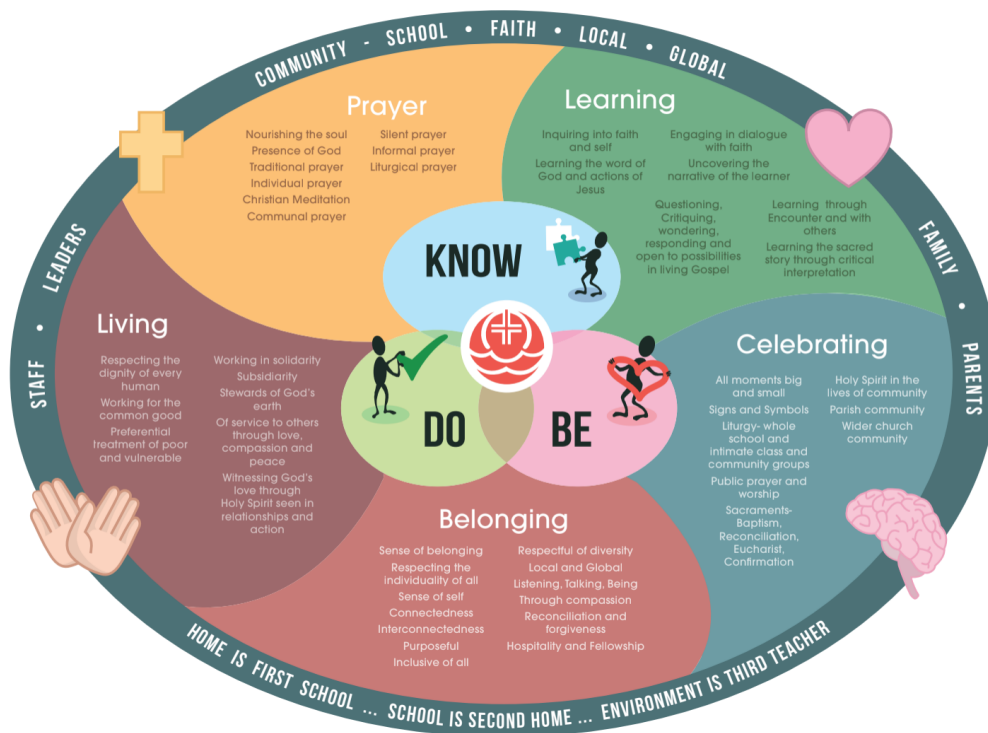 COMMUNITY - SCHOOL • FAITH • LOCAL • GLOBAL
FAMILY • PARENTS
STAFF • LEADERS
Prayer
Nourishing the soul
Presence of God
Traditional prayer
Individual prayer
Christian Meditation
Communal prayer
Silent prayer
Informal prayer
Liturgical prayer
Learning
Inquiring into faith
and self
Learning the word of
God and actions of
Jesus
Engaging in dialogue
with faith
Uncovering the
narrative of the learner
Questioning,
Critiquing,
wondering,
responding and
open to possibilities
in living Gospel
Learning through
Encounter and with
others
Learning the sacred
story through critical
interpretation
KNOW
DO
BE
Living
Respecting the
dignity of every
human
Working for the
common good
Preferential
treatment of poor
and vulnerable
Working in solidarity
Subsidiarity
Stewards of God's
earth
Of service to others
through love,
compassion and
peace
Witnessing God's
love through
Holy Spirit seen in
relationships and
action
Celebrating
All moments big
and small
Signs and Symbols
Liturgy- whole
school and
intimate class and
community groups
Public prayer and
worship
Sacraments-
Baptism,
Reconciliation,
Eucharist,
Confirmation
Holy Spirit in the
lives of community
Parish community
Wider church
community
Belonging
Sense of belonging
Respecting the
individuality of all
Sense of self
Connectedness
Interconnectedness
Purposeful
Inclusive of all
Respectful of diversity
Local and Global
Listening, Talking, Being
Through compassion
Reconciliation and
forgiveness
Hospitality and Fellowship
HOME IS FIRST SCHOOL ... SCHOOL IS SECOND HOME ... ENVIRONMENT IS THIRD TEACHER